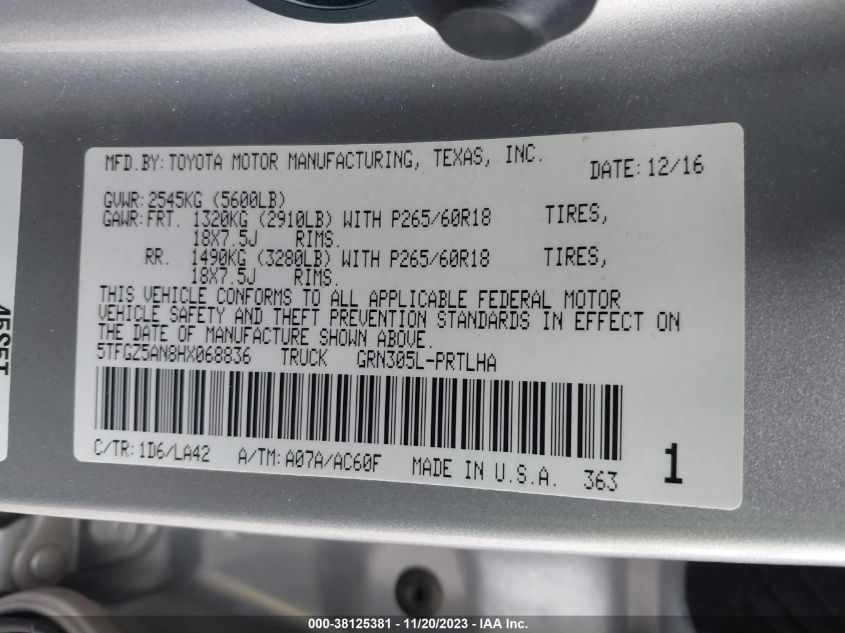 MFD.BY:TOYOTA MOTOR MANUFACTURING, TEXAS, INC.
DATE:12/16
GVWR:2545KG (5600LB)
GAWR:FRT. 1320KG (2910LB) WITH P265/60R18 TIRES,
18X7.5J RIMS.
RR. 1490KG (3280LB) WITH P265/60R18 TIRES,
18X7.5J RIMS.
THIS VEHICLE CONFORMS TO ALL APPLICABLE FEDERAL MOTOR
VEHICLE SAFETY AND THEFT PREVENTION STANDARDS IN EFFECT ON
THE DATE OF MANUFACTURE SHOWN ABOVE.
5TFGZ5AN8HX068836 TRUCK GRN305L-PRTLHA
C/TR:1D6/LA42 A/TM:A07A/AC60F MADE IN U.S.A. 363 1
000-38125381 - 11/20/2023 - IAA Inc.